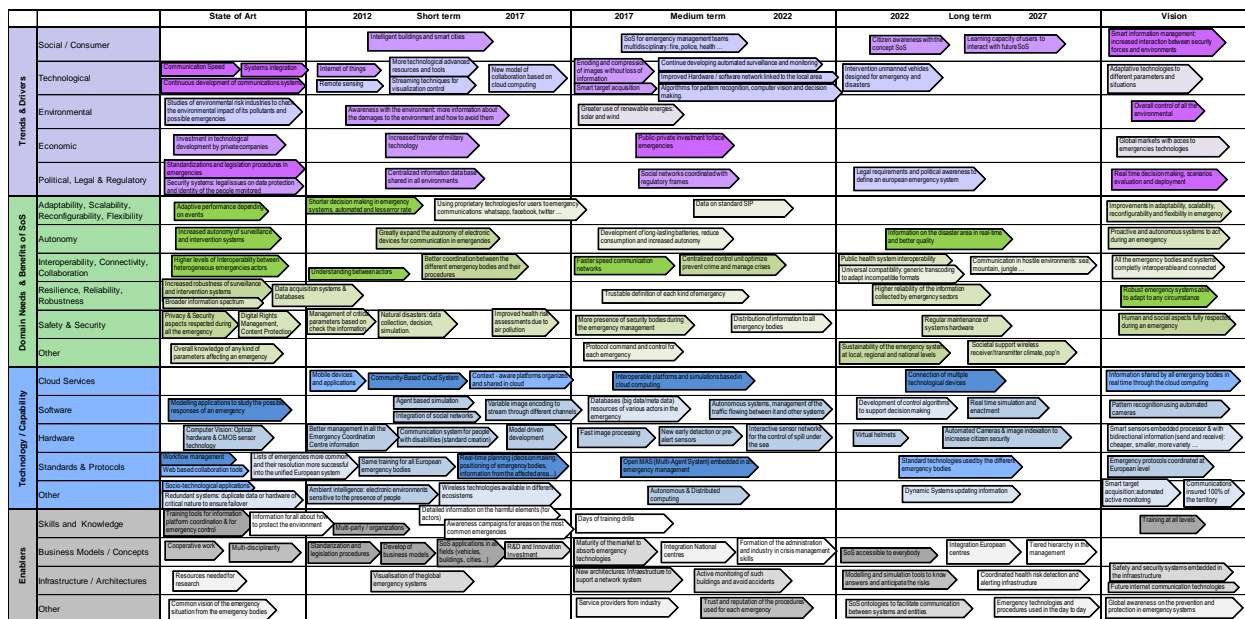 State of Art
2012 Short term 2017
2017 Medium term 2022
2022 Long term 2027
Vision
Trends & Drivers
Social / Consumer
Intelligent buildings and smart cities
SoS for emergency management teams
multidisciplinary: fire, police, health ...
Citizen awareness with the
concept SoS
Learning capacity of users to
interact with future SoS
Smart information management:
increased interaction between security
forces and environments
Technological
Communication Speed
Systems integration
Continuous development of communications systems
Internet of things
Remote sensing
More technological advanced
resources and tools
Streaming techniques for
visualization control
New model of
collaboration based on
cloud computing
Enoding and compression
of images without loss of
information
Smart target acquisition
Continue developing automated surveillance and monitoring
Improved Hardware / software network linked to the local area
Algorithms for pattern recognition, computer vision and decision
making.
Intervention unmanned vehicles
designed for emergency and
disasters
Adaptative technologies to
different parameters and
situations
Environmental
Studies of environmental risk industries to check
the environmental impact of its pollutants and
possible emergencies
Awareness with the environment: more information about
the damages to the environment and how to avoid them
Greater use of renewable energies:
solar and wind
Overall control of all the
environmental
Economic
Investment in technological
development by private companies
Increased transfer of military
technology
Public-private investment to face
emergencies
Global markets with acces to
emergencies technologies
Political, Legal & Regulatory
Standardizations and legislation procedures in
emergencies
Security systems: legal issues on data protection
and identity of the people monitored
Centralized information database
shared in all environments
Social networks coordinated with
regulatory frames
Legal requirements and political awareness to
define an european emergency system
Real time decision making, scenarios
evaluation and deployment
Domain Needs & Benefits of SoS
Adaptability, Scalability,
Reconfigurability, Flexibility
Adaptive performance depending
on events
Shorter decision making in emergency
systems, automated and less error rate
Using proprietary technologies for users to emergency
communications: whatsapp, facebook, twitter ...
Data on standard SIP
Improvements in adaptability, scalability,
reconfigurability and flexibility in emergency
Autonomy
Increased autonomy of surveillance
and intervention systems
Greatly expand the autonomy of electronic
devices for communication in emergencies
Development of long-lasting batteries, reduce
consumption and increased autonomy
Information on the disaster area in real-time
and better quality
Proactive and autonomous systems to act
during an emergency
Interoperability, Connectivity,
Collaboration
Higher levels of Interoperability between
heterogeneous emergencies actors
Understanding between actors
Better coordination between the
different emergency bodies and their
procedures
Faster speed communication
networks
Centralized control unit optimize
prevent crime and manage crises
Public health system interoperability
Universal compatibility: generic transcoding
to adapt incompatible formats
Communication in hostile environments: sea,
mountain, jungle ...
All the emergency bodies and systems
completly interoperable and connected
Resilience, Reliability,
Robustness
Increased robustness of surveillance
and intervention systems
Broader information spectrum
Data acquisition systems &
Databases
Trustable definition of each kind of emergency
Higher reliability of the information
collected by emergency sectors
Robust emergency systems able
to adapt to any circumstance
Safety & Security
Privacy & Security
aspects respected during
all the emergency
Digital Rights
Management,
Content Protection
Management of critical
parameters based on
check the information
Natural disasters: data
collection, decision,
simulation.
Improved health risk
assessments due to
air pollution
More presence of security bodies during
the emergency management
Distribution of information to all
emergency bodies
Regular maintenance of
systems hardware
Human and social aspects fully respected
during an emergency
Other
Overall knowledge of any kind of
parameters affecting an emergency
Protocol command and control for
each emergency
Sustainability of the emergency system
at local, regional and national levels
Societal support wireless
receiver/transmitter climate, pop'n
Technology / Capability
Cloud Services
Mobile devices
and applications
Community-Based Cloud System
Context - aware platforms organized
and shared in cloud
Interoperable platforms and simulations based in
cloud computing
Connection of multiple
technological devices
Information shared by all emergency bodies in
real time through the cloud computing
Software
Modelling applications to study the possible
responses of an emergency
Agent based simulation
Integration of social networks
Variable image encoding to
stream through different channels
Databases (big data/meta data)
resources of various actors in the
emergency
Autonomous systems, management of the
traffic flowing between it and other systems
Development of control algorithms
to support decision making
Real time simulation and
enactment
Pattern recognition using automated
cameras
Hardware
Computer Vision: Optical
hardware & CMOS sensor
technology
Better management in all the
Emergency Coordination
Centre information
Communication system for people
with disabilities (standard creation)
Model driven
development
Fast image processing
New early detection or pre-
alert sensors
Interactive sensor networks
for the control of spill under
the sea
Virtual helmets
Automated Cameras & image indexation to
increase citizen security
Smart sensors embedded processor & with
bidirectional information (send and receive):
cheaper, smaller, more variety ...
Standards & Protocols
Workflow management
Web based collaboration tools
Lists of emergencies more common
and their resolution more successful
into the unified European system
Same training for all European
emergency bodies
Real-time planning (decision making,
positioning of emergency bodies,
information from the affected area...)
Open MAS (Multi-Agent System) embedded in
emergency management
Standard technologies used by the different
emergency bodies
Emergency protocols coordinated at
European level
Other
Socio-technological applications
Redundant systems: duplicate data or hardware of
critical nature to ensure failover
Ambient intelligence: electronic environments
sensitive to the presence of people
Wireless technologies available in different
ecosystems
Autonomous & Distributed
computing
Dynamic Systems updating information
Smart target
acquisition: automated
active monitoring
Communications
insured 100% of the
territory
Enablers
Skills and Knowledge
Training tools for information
platform coordination & for
emergency control
Information for all about how
to protect the environment
Multi-party / organizations
Detailed information on the harmful elements (for
actors)
Awareness campaigns for areas on the most
common emergencies
Days of training drills
Training at all levels
Business Models / Concepts
Cooperative work
Multi-disciplinarity
Standarization and
legislation procedures
Develop of
business models
SoS applications in all
fields (vehicles,
buildings, cities...)
R&D and Innovation
Investment
Maturity of the market to
absorb emergency
technologies
Integration National
centres
Formation of the administration
and industry in crisis management
skills
SoS accessible to everybody
Integration European
centres
Tiered hierarchy in the
management
Infrastructure / Architectures
Resources needed for
research
Visualisation of the global
emergency systems
New architectures: Infraestructure to
suport a network system
Active monitoring of such
buildings and avoid accidents
Modelling and simulation tools to know
answers and anticipate the risks
Coordinated health risk detection and
alerting infrastructure
Safety and security systems embedded in
the infrastructure
Future internet communication technologies
Other
Common vision of the emergency
situation from the emergency bodies
Service providers from industry
Trust and reputation of the procedures
used for each emergency
SoS ontologies to facilitate communication
between systems and entities
Emergency technologies and
procedures used in the day to day
Global awareness on the prevention and
protection in emergency systems